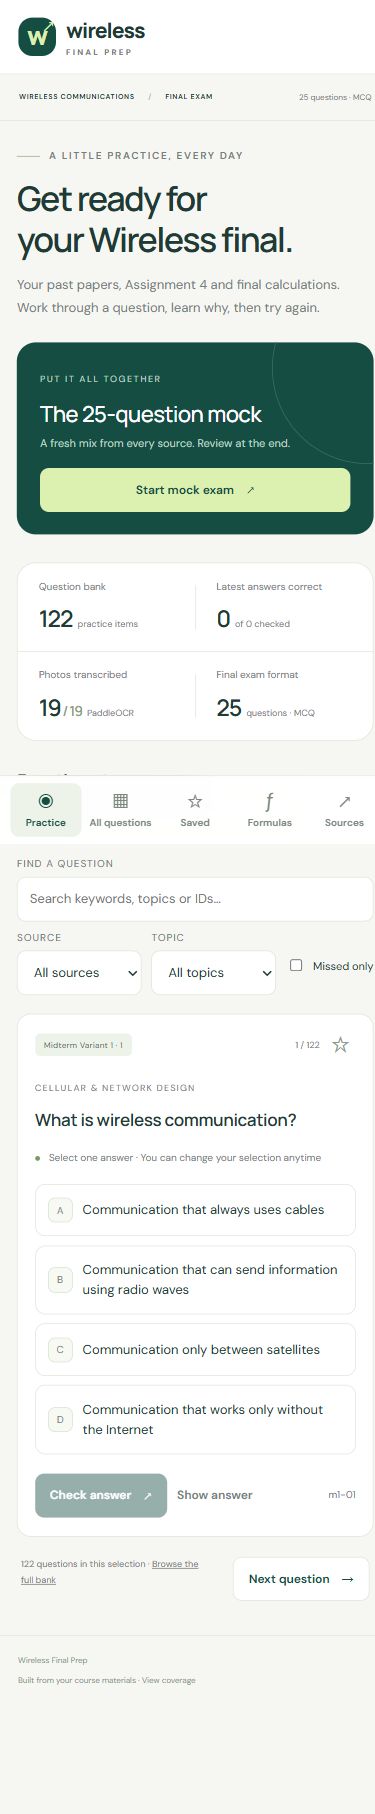 wireless
FINAL PREP
WIRELESS COMMUNICATIONS / FINAL EXAM
25 questions · MCQ
A LITTLE PRACTICE, EVERY DAY
Get ready for
your Wireless final.
Your past papers, Assignment 4 and final calculations.
Work through a question, learn why, then try again.
PUT IT ALL TOGETHER
The 25-question mock
A fresh mix from every source. Review at the end.
Start mock exam ↗
Question bank
122 practice items
Latest answers correct
0 of 0 checked
Photos transcribed
19 / 19 PaddleOCR
Final exam format
25 questions · MCQ
Practice
All questions
Saved
Formulas
Sources
FIND A QUESTION
Search keywords, topics or IDs...
SOURCE
TOPIC
All sources
All topics
Missed only
Midterm Variant 1 · 1
1 / 122
CELLULAR & NETWORK DESIGN
What is wireless communication?
Select one answer · You can change your selection anytime
A Communication that always uses cables
B Communication that can send information
using radio waves
C Communication only between satellites
D Communication that works only without
the Internet
Check answer ↗
Show answer
m1-01
122 questions in this selection · Browse the
full bank
Next question →
Wireless Final Prep
Built from your course materials · View coverage